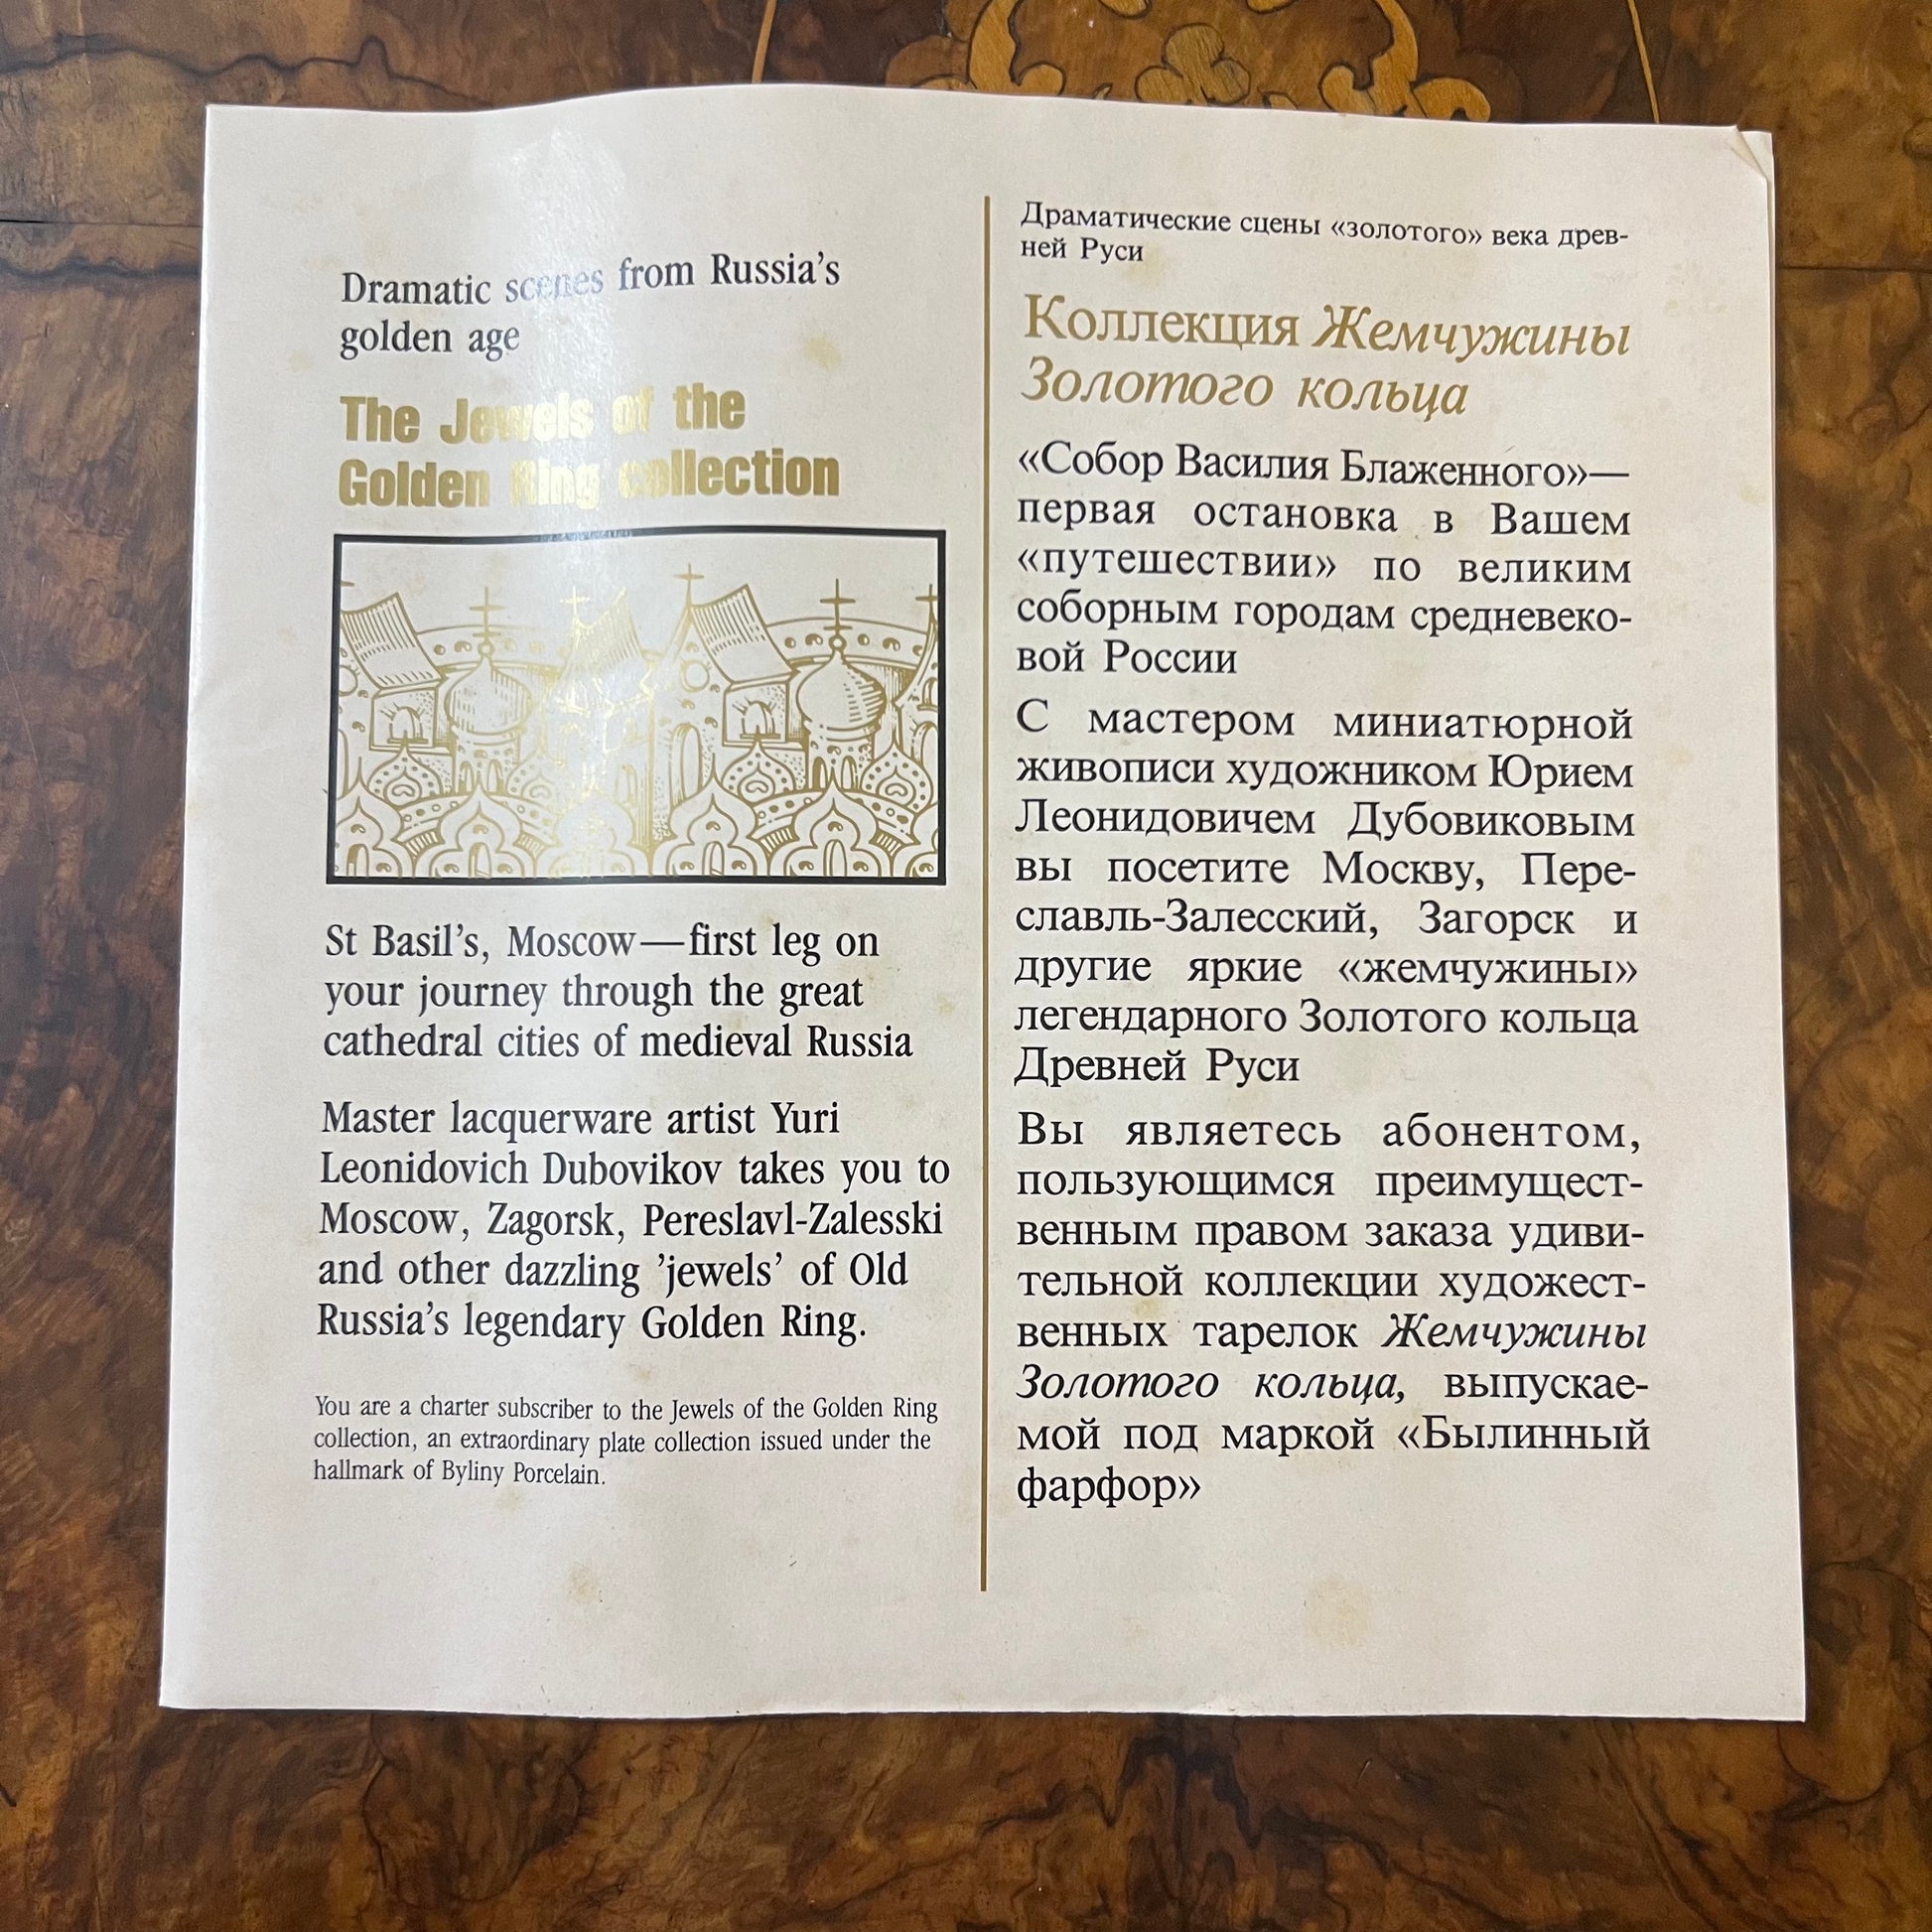 Dramatic scenes from Russia's
golden age
The Jewels of the
Golden Ring collection
St Basil's, Moscow—first leg on
your journey through the great
cathedral cities of medieval Russia
Master lacquerware artist Yuri
Leonidovich Dubovikov takes you to
Moscow, Zagorsk, Pereslavl-Zalesski
and other dazzling 'jewels' of Old
Russia's legendary Golden Ring.
You are a charter subscriber to the Jewels of the Golden Ring
collection, an extraordinary plate collection issued under the
hallmark of Byliny Porcelain.
Драматические сцены «золотого» века древ-
ней Руси
Коллекция Жемчужины
Золотого кольца
«Собор Василия Блаженного»—
первая остановка в Вашем
«путешествии» по великим
соборным городам средневеко-
вой России
С мастером миниатюрной
живописи художником Юрием
Леонидовичем Дубовиковым
вы посетите Москву, Пере-
славль-Залесский, Загорск и
другие яркие «жемчужины»
легендарного Золотого кольца
Древней Руси
Вы являетесь абонентом,
пользующимся преимущест-
венным правом заказа удиви-
тельной коллекции художест-
венных тарелок Жемчужины
Золотого кольца, выпускае-
мой под маркой «Былинный
фарфор»